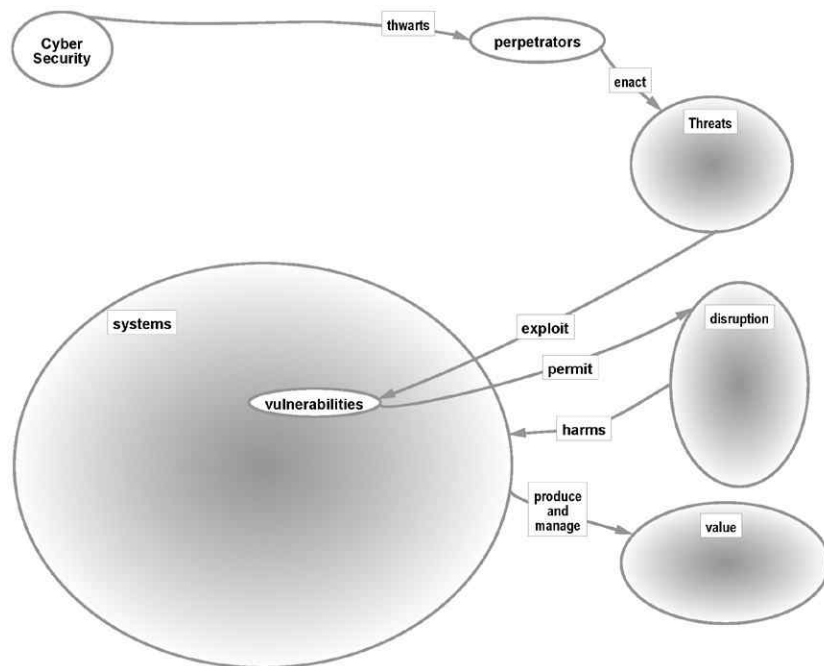 Cyber
Security
thwarts
perpetrators
enact
Threats
systems
exploit
disruption
permit
vulnerabilities
harms
produce
and
manage
value